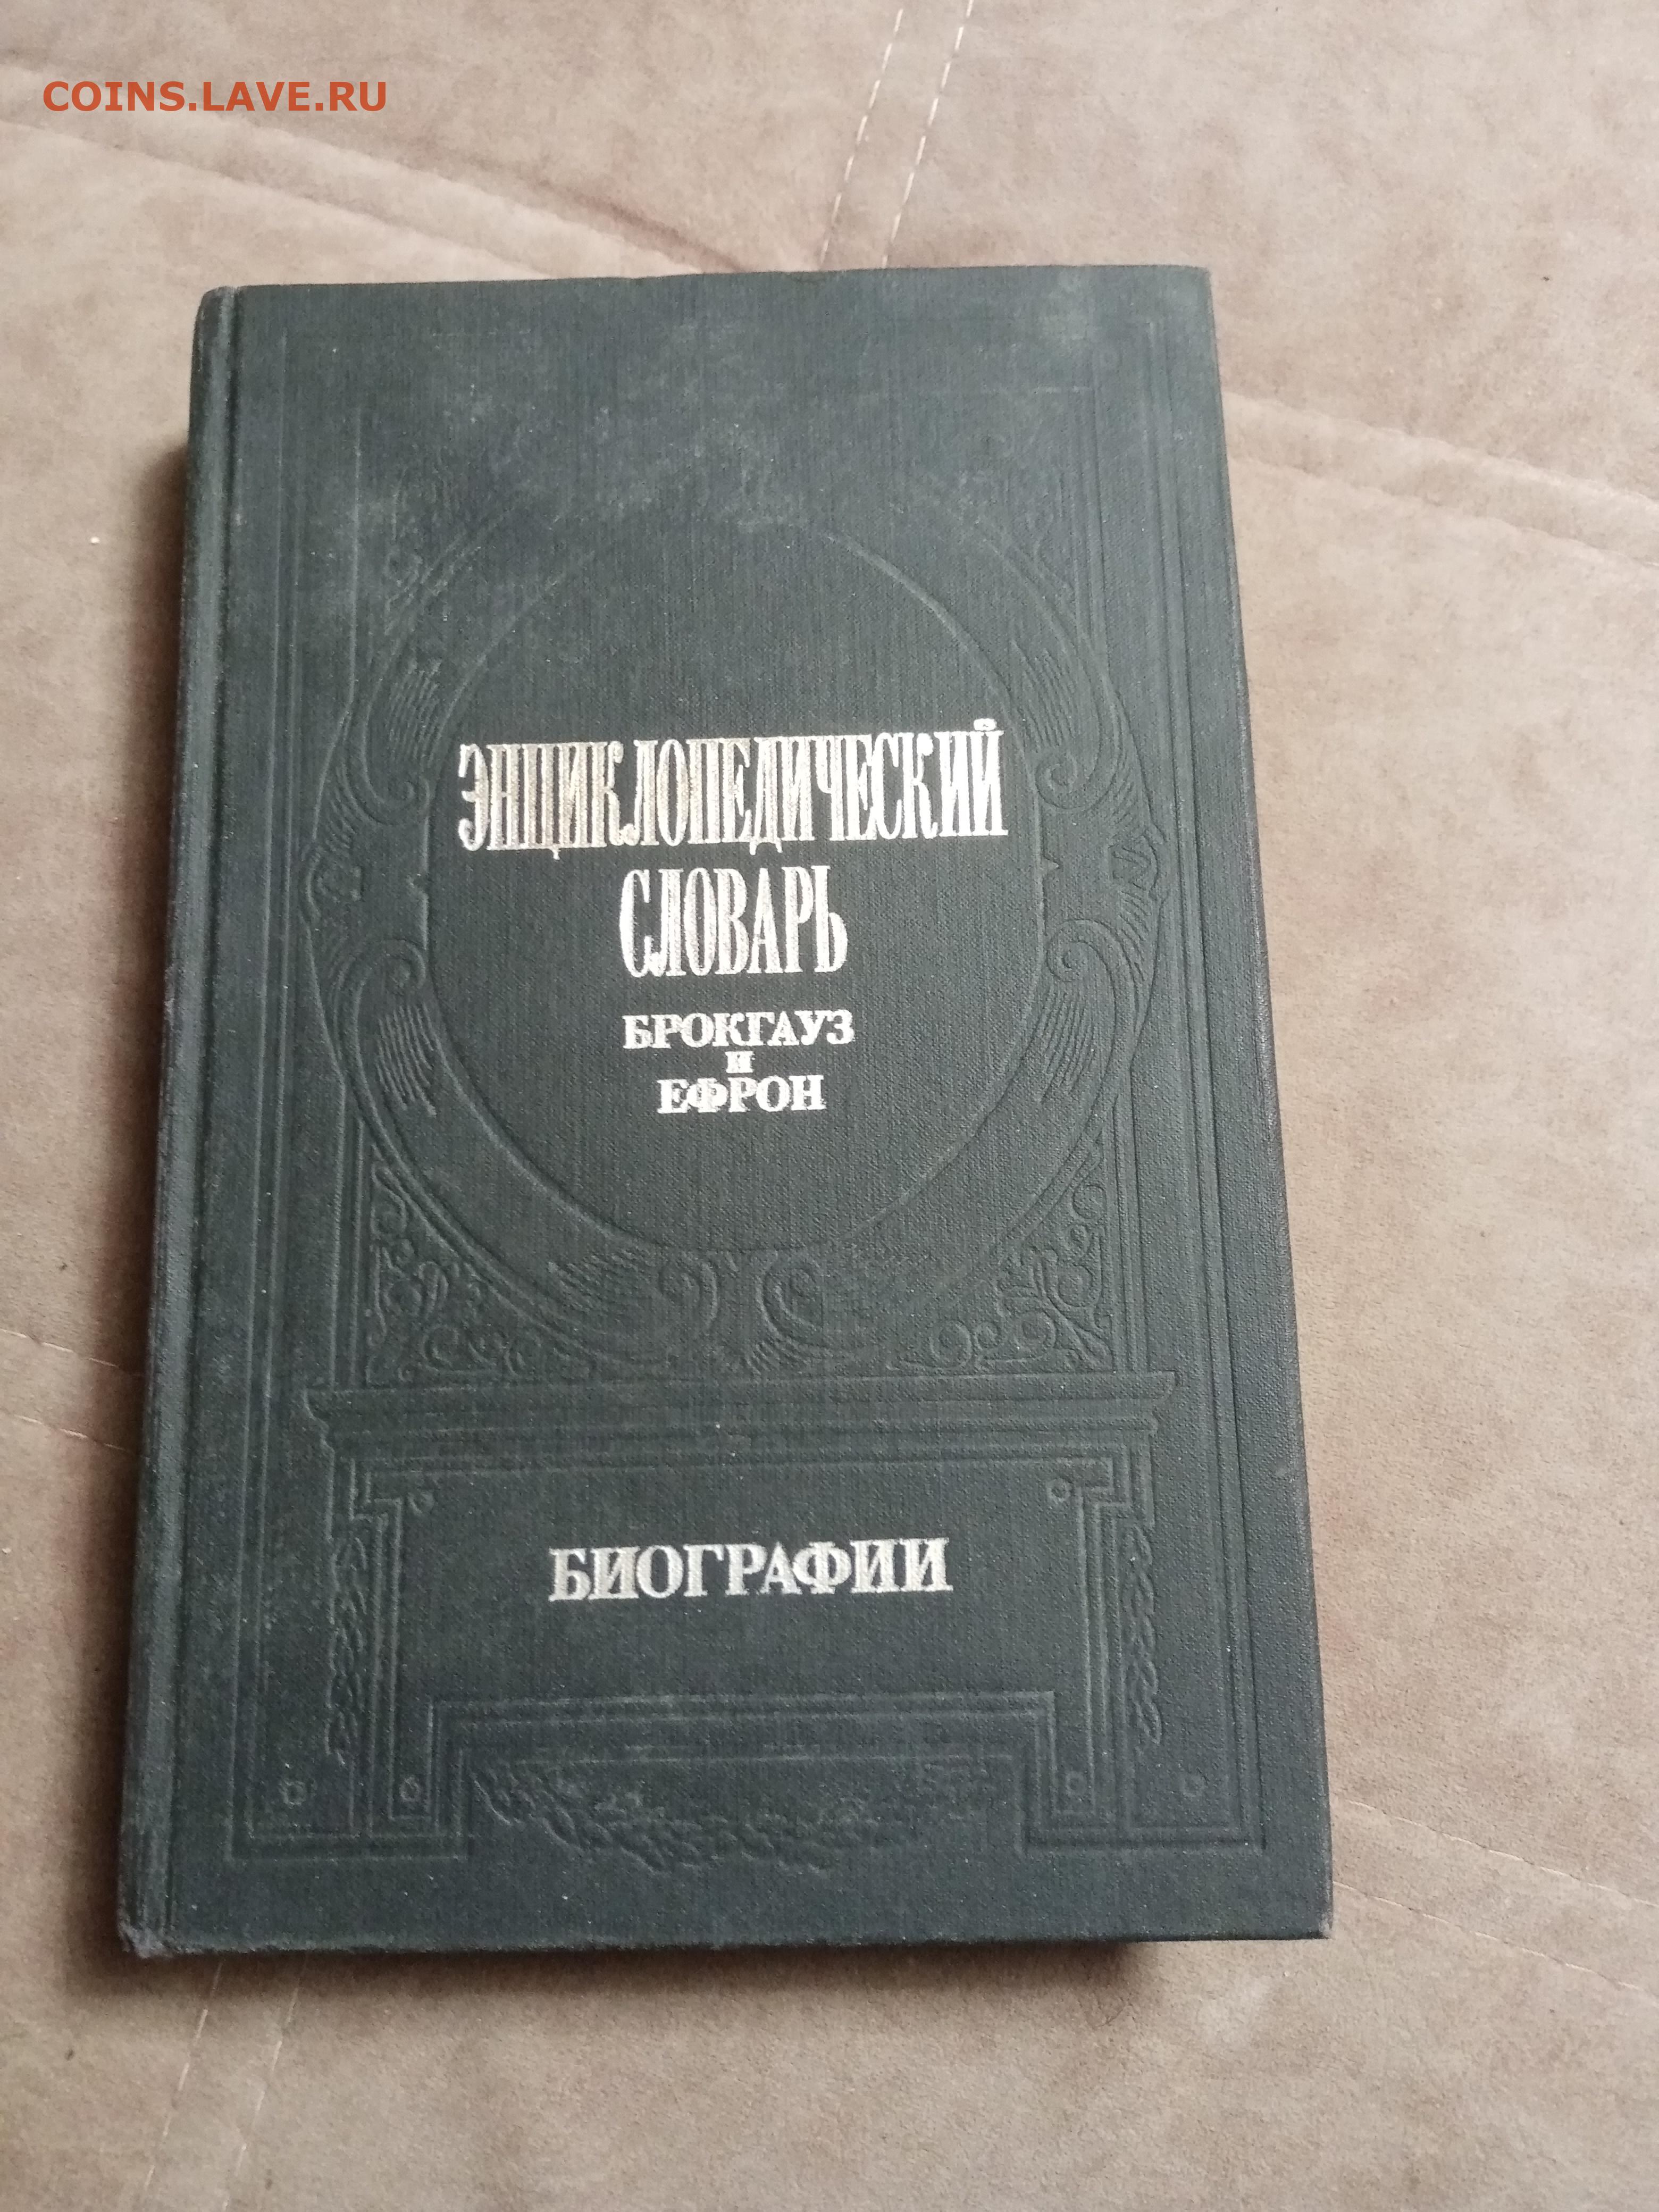 COINS.LAVE.RU
ЭНЦИКЛОПЕДИЧЕСКИЙ
СЛОВАРЬ
БРОКГАУЗ
И
ЕФРОН
БИОГРАФИИ